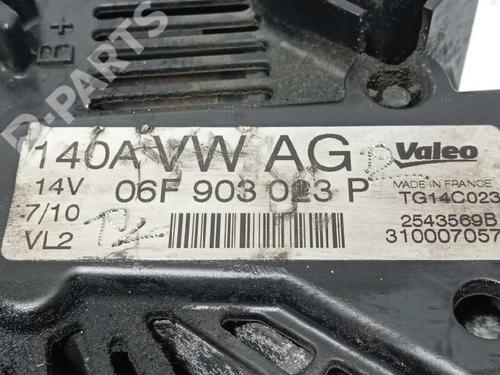 B+
B-PARTS
140A VW AG Valeo
14V 06F 903 023 P MADE IN FRANCE
TG14C023
7/10 2543569B
VL2 310007057